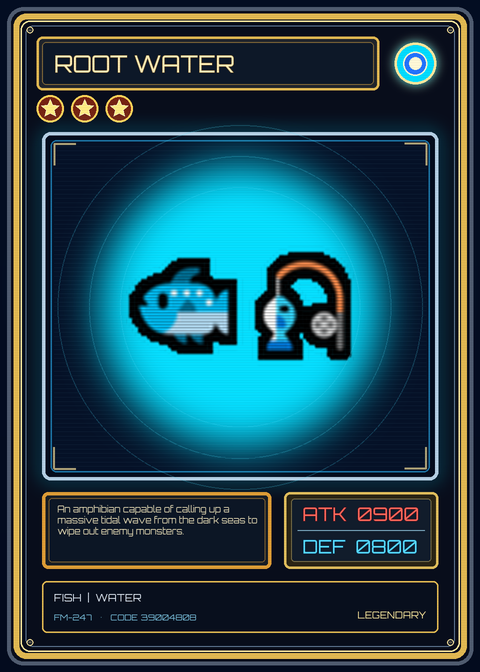 ROOT WATER
An amphibian capable of calling up a
massive tidal wave from the dark seas to
wipe out enemy monsters.
ATK 0900
DEF 0800
FISH | WATER
FM-247 · CODE 39004808
LEGENDARY